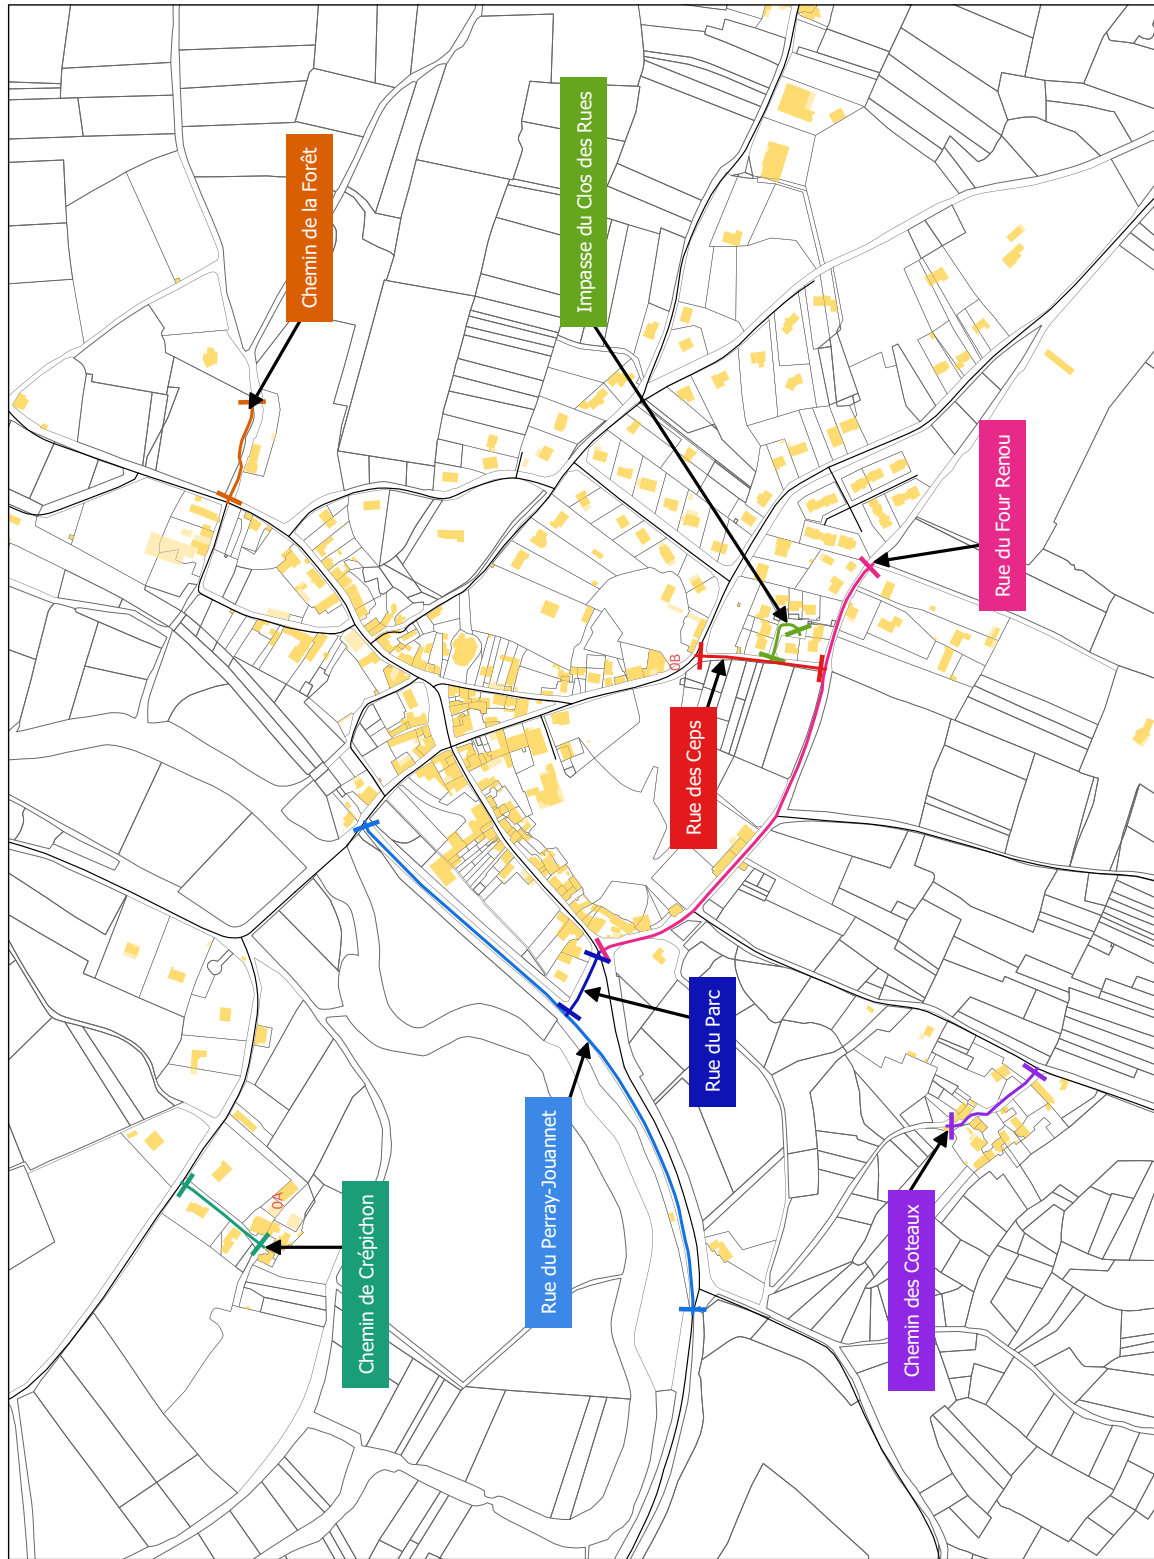 0A
Chemin de la Forêt
Chemin de Crépichon
Rue du Perray-Jouannet
Impasse du Clos des Rues
0B
Rue des Ceps
Rue du Parc
Chemin des Coteaux
Rue du Four Renou